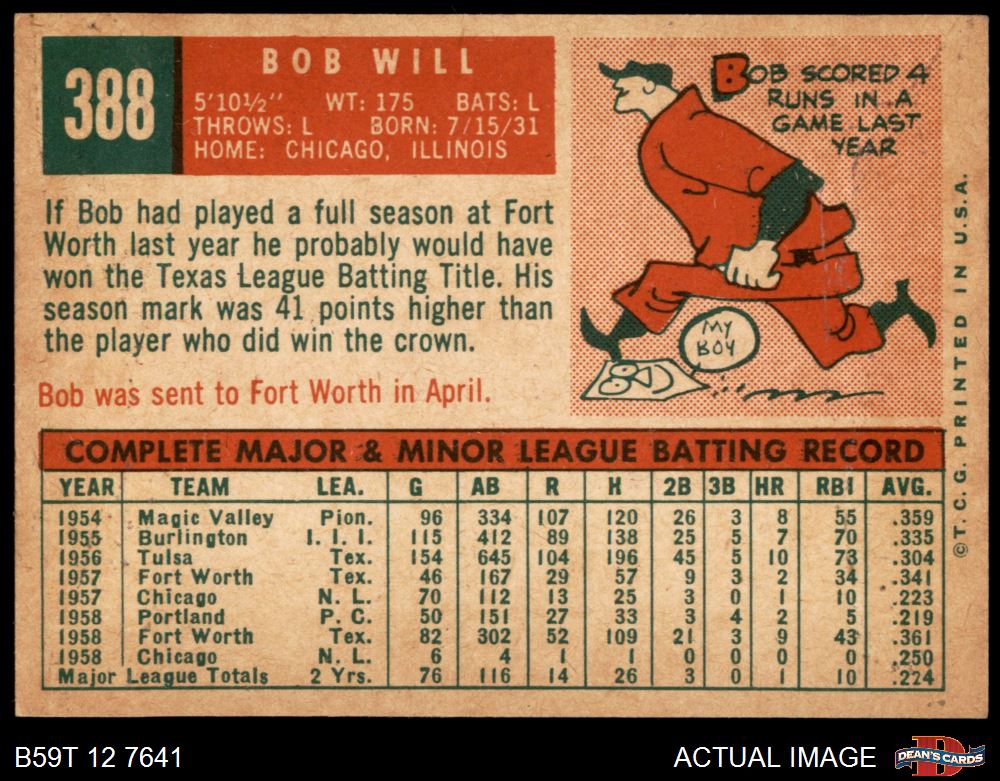 388
BOB WILL
5'10½" WT: 175 BATS: L
THROWS: L BORN: 7/15/31
HOME: CHICAGO, ILLINOIS
BOB SCORED 4
RUNS IN A
GAME LAST
YEAR
MY
BOY
If Bob had played a full season at Fort
Worth last year he probably would have
won the Texas League Batting Title. His
season mark was 41 points higher than
the player who did win the crown.
Bob was sent to Fort Worth in April.
COMPLETE MAJOR & MINOR LEAGUE BATTING RECORD
YEAR TEAM LEA. G AB R H 2B 3B HR RBI AVG.
1954 Magic Valley Pion. 96 334 107 120 26 3 8 55 .359
1955 Burlington I. I. I. 115 412 89 138 25 5 7 70 .335
1956 Tulsa Tex. 154 645 104 196 45 5 10 73 .304
1957 Fort Worth Tex. 46 167 29 57 9 3 2 34 .341
1957 Chicago N. L. 70 112 13 25 3 0 1 10 .223
1958 Portland P. C. 50 151 27 33 3 4 2 5 .219
1958 Fort Worth Tex. 82 302 52 109 21 3 9 43 .361
1958 Chicago N. L. 6 4 1 1 0 0 0 0 .250
Major League Totals 2 Yrs. 76 116 14 26 3 0 1 10 .224
© T. C. G. PRINTED IN U.S.A.
B59T 12 7641
ACTUAL IMAGE
DEAN'S CARDS